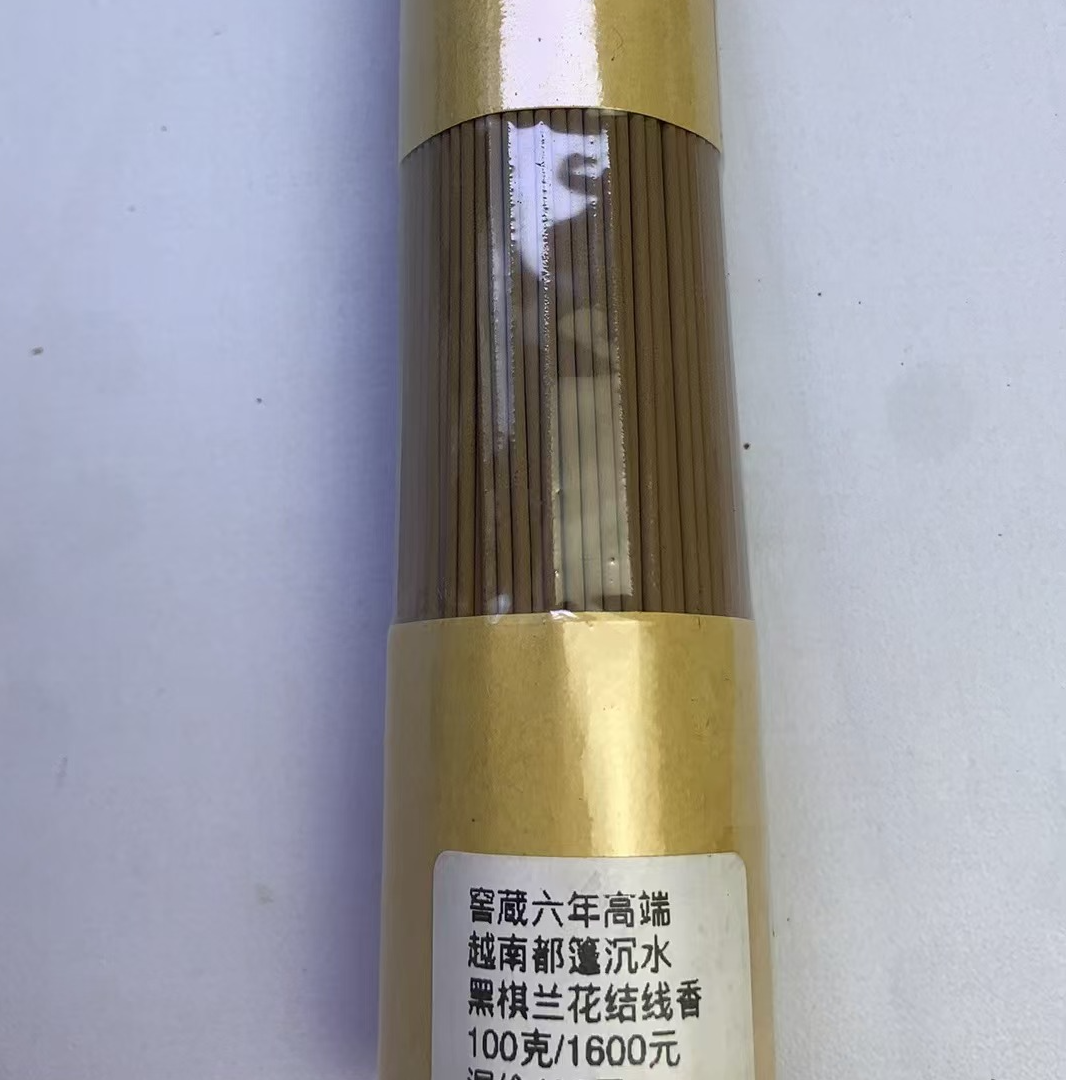 窖藏六年高端
越南都篷沉水
黑棋兰花结线香
100克/1600元